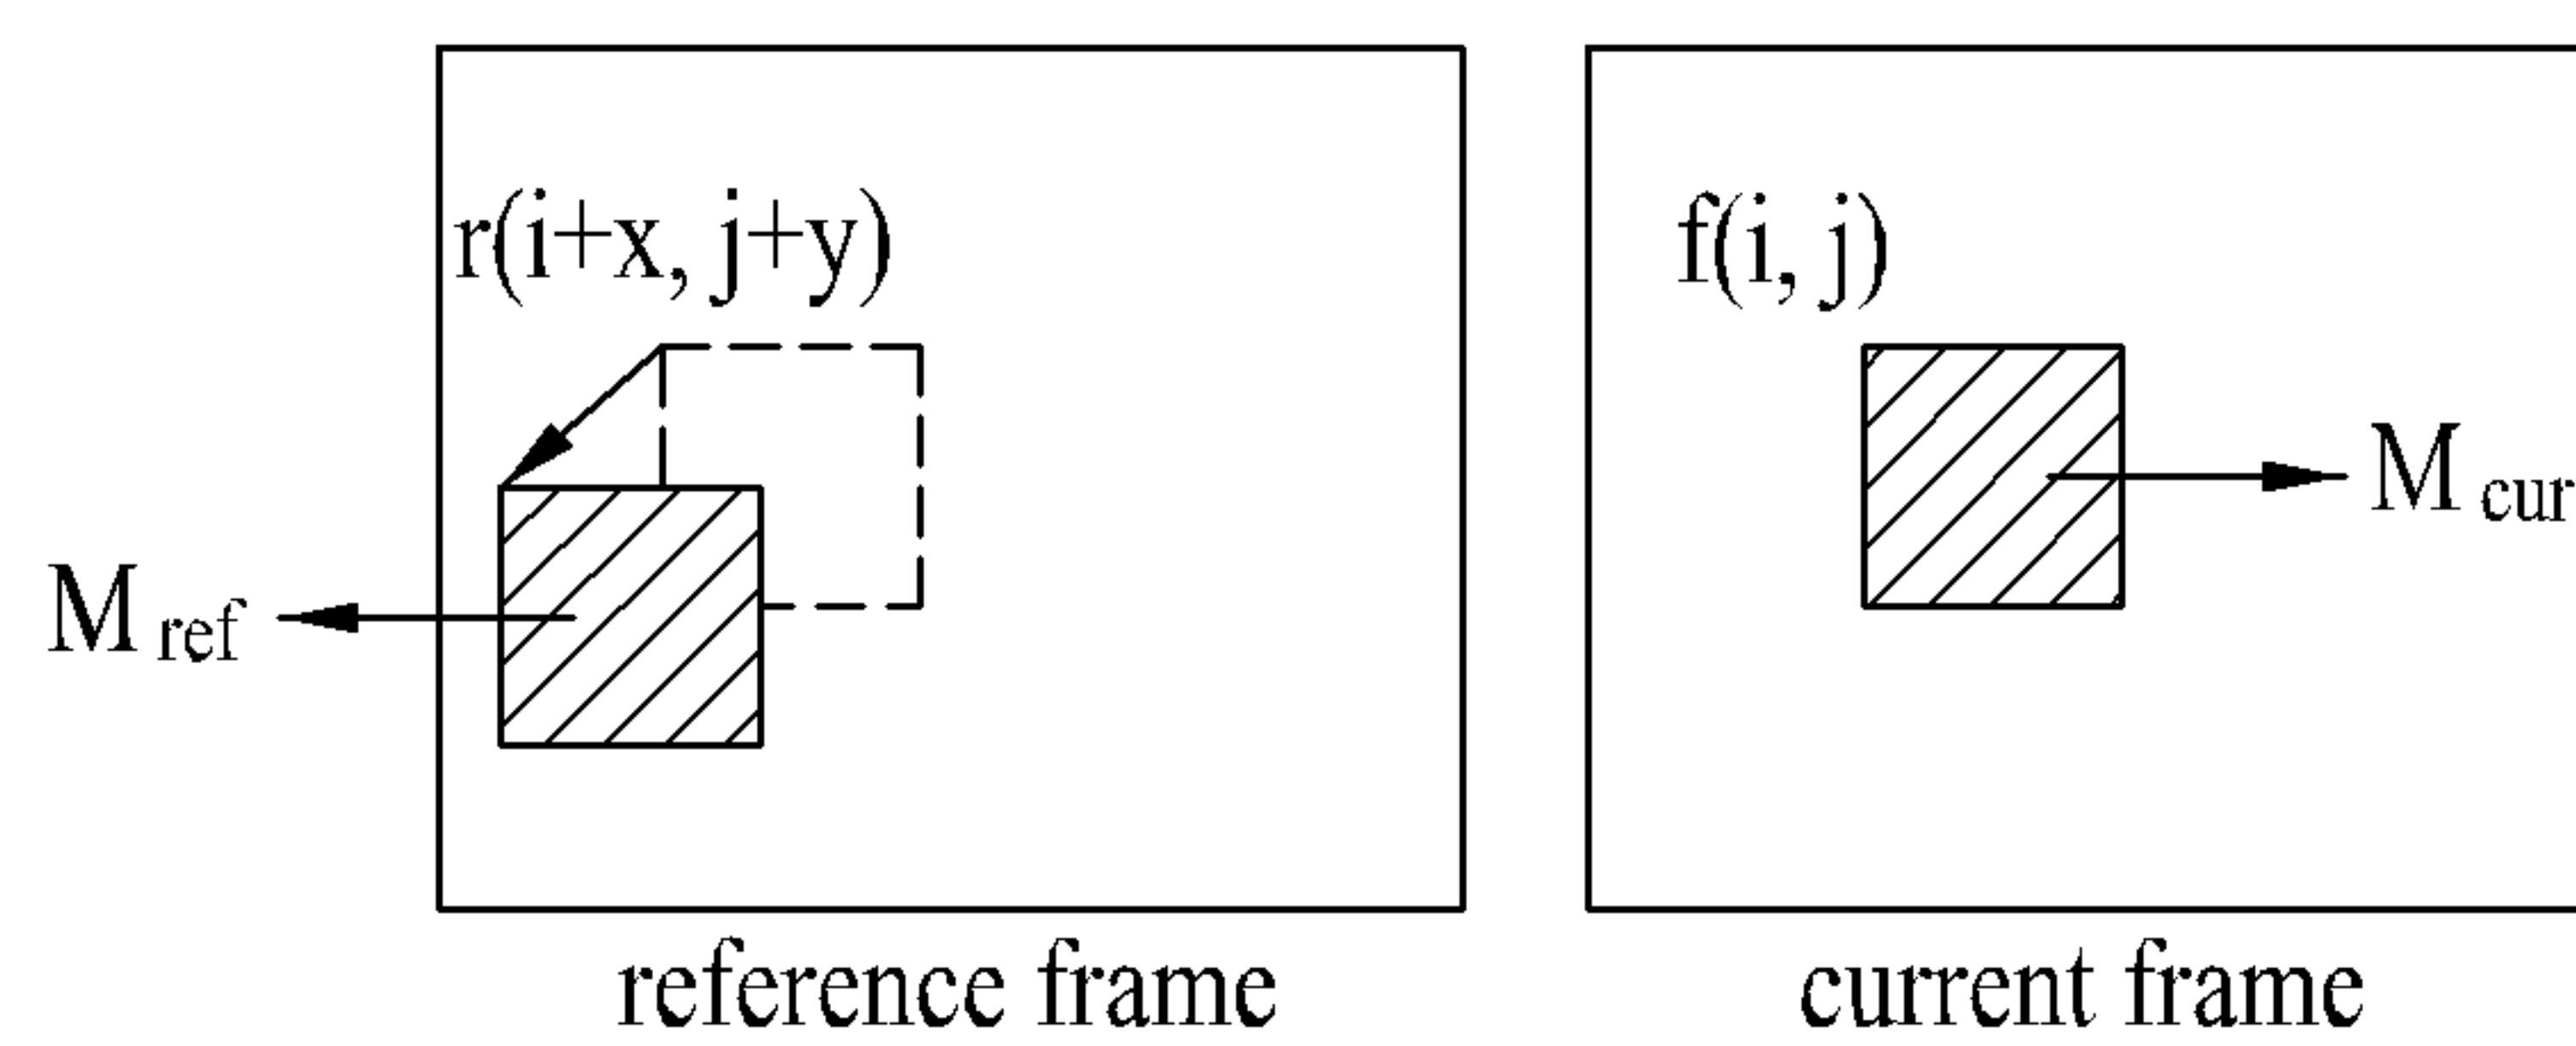 r(i+x, j+y)
f(i, j)
M ref
M cur
reference frame
current frame